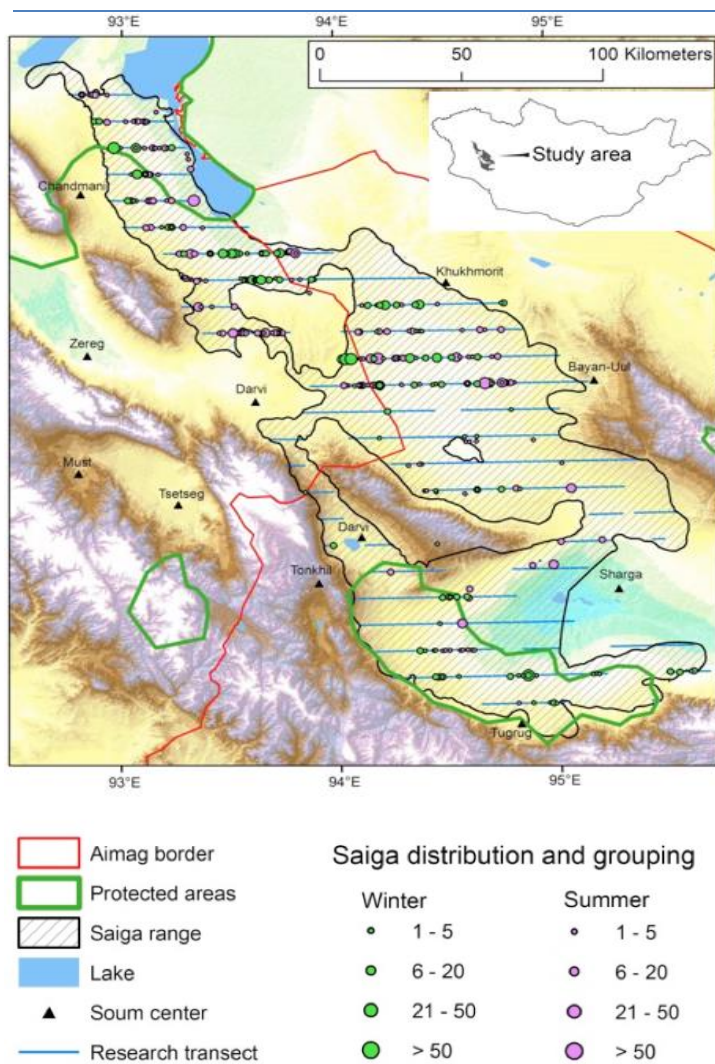 93°E 94°E 95°E
0 50 100 Kilometers
Study area
Chandmani
Khukhmorit
Zereg
Bayan-Uul
Darvi
Must
Tsetseg
Darvi
Tonkhil
Sharga
Tugrug
93°E 94°E 95°E
Aimag border
Protected areas
Saiga range
Lake
Soum center
Research transect
Saiga distribution and grouping
Winter Summer
1 - 5 1 - 5
6 - 20 6 - 20
21 - 50 21 - 50
> 50 > 50